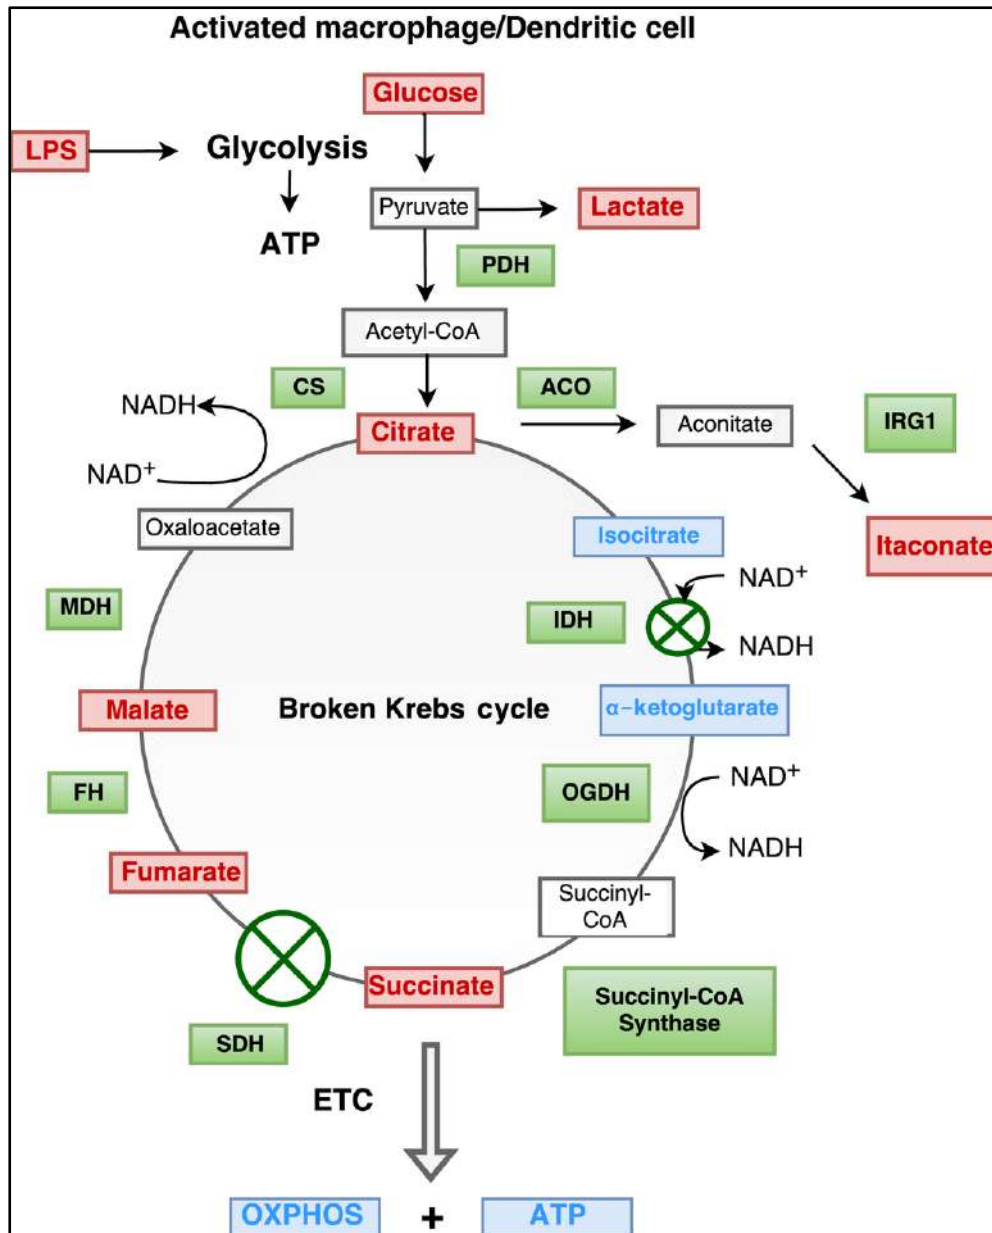 Activated macrophage/Dendritic cell
Glucose
LPS
Glycolysis
Pyruvate
Lactate
ATP
PDH
Acetyl-CoA
CS
ACO
NADH
Citrate
Aconitate
IRG1
NAD+
Oxaloacetate
Isocitrate
Itaconate
NAD+
MDH
IDH
NADH
Malate
Broken Krebs cycle
α-ketoglutarate
FH
OGDH
NAD+
NADH
Fumarate
Succinyl-
CoA
Succinate
Succinyl-CoA
Synthase
SDH
ETC
OXPHOS + ATP